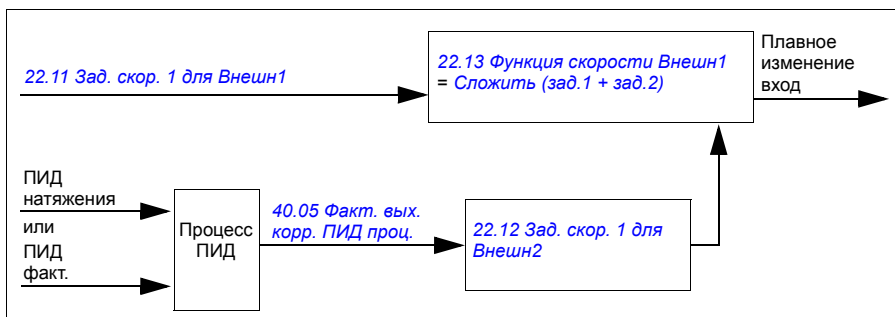 22.11 Зад. скор. 1 для Внешн1
22.13 Функция скорости Внешн1
= Сложить (зад.1 + зад.2)
Плавное
изменение
вход
ПИД
натяжения
или
ПИД
факт.
Процесс
ПИД
40.05 Факт. вых.
корр. ПИД проц.
22.12 Зад. скор. 1 для
Внешн2